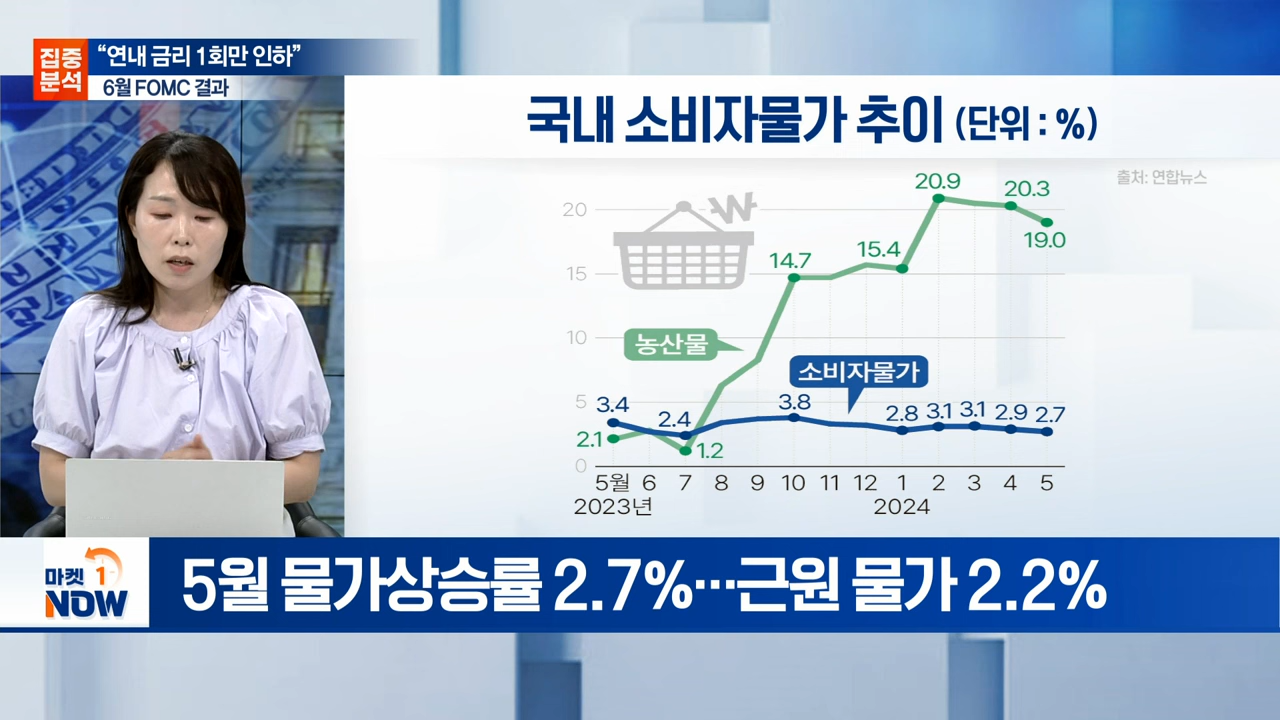 집중
분석
“연내 금리 1회만 인하”
6월 FOMC 결과
국내 소비자물가 추이 (단위 : %)
출처: 연합뉴스
20
15
10
5
0
농산물
소비자물가
2.1
1.2
14.7
15.4
20.9
20.3
19.0
3.4
2.4
3.8
2.8
3.1
3.1
2.9
2.7
5월 6 7 8 9 10 11 12 1 2 3 4 5
2023년 2024
마켓 1
NOW
5월 물가상승률 2.7%…근원 물가 2.2%